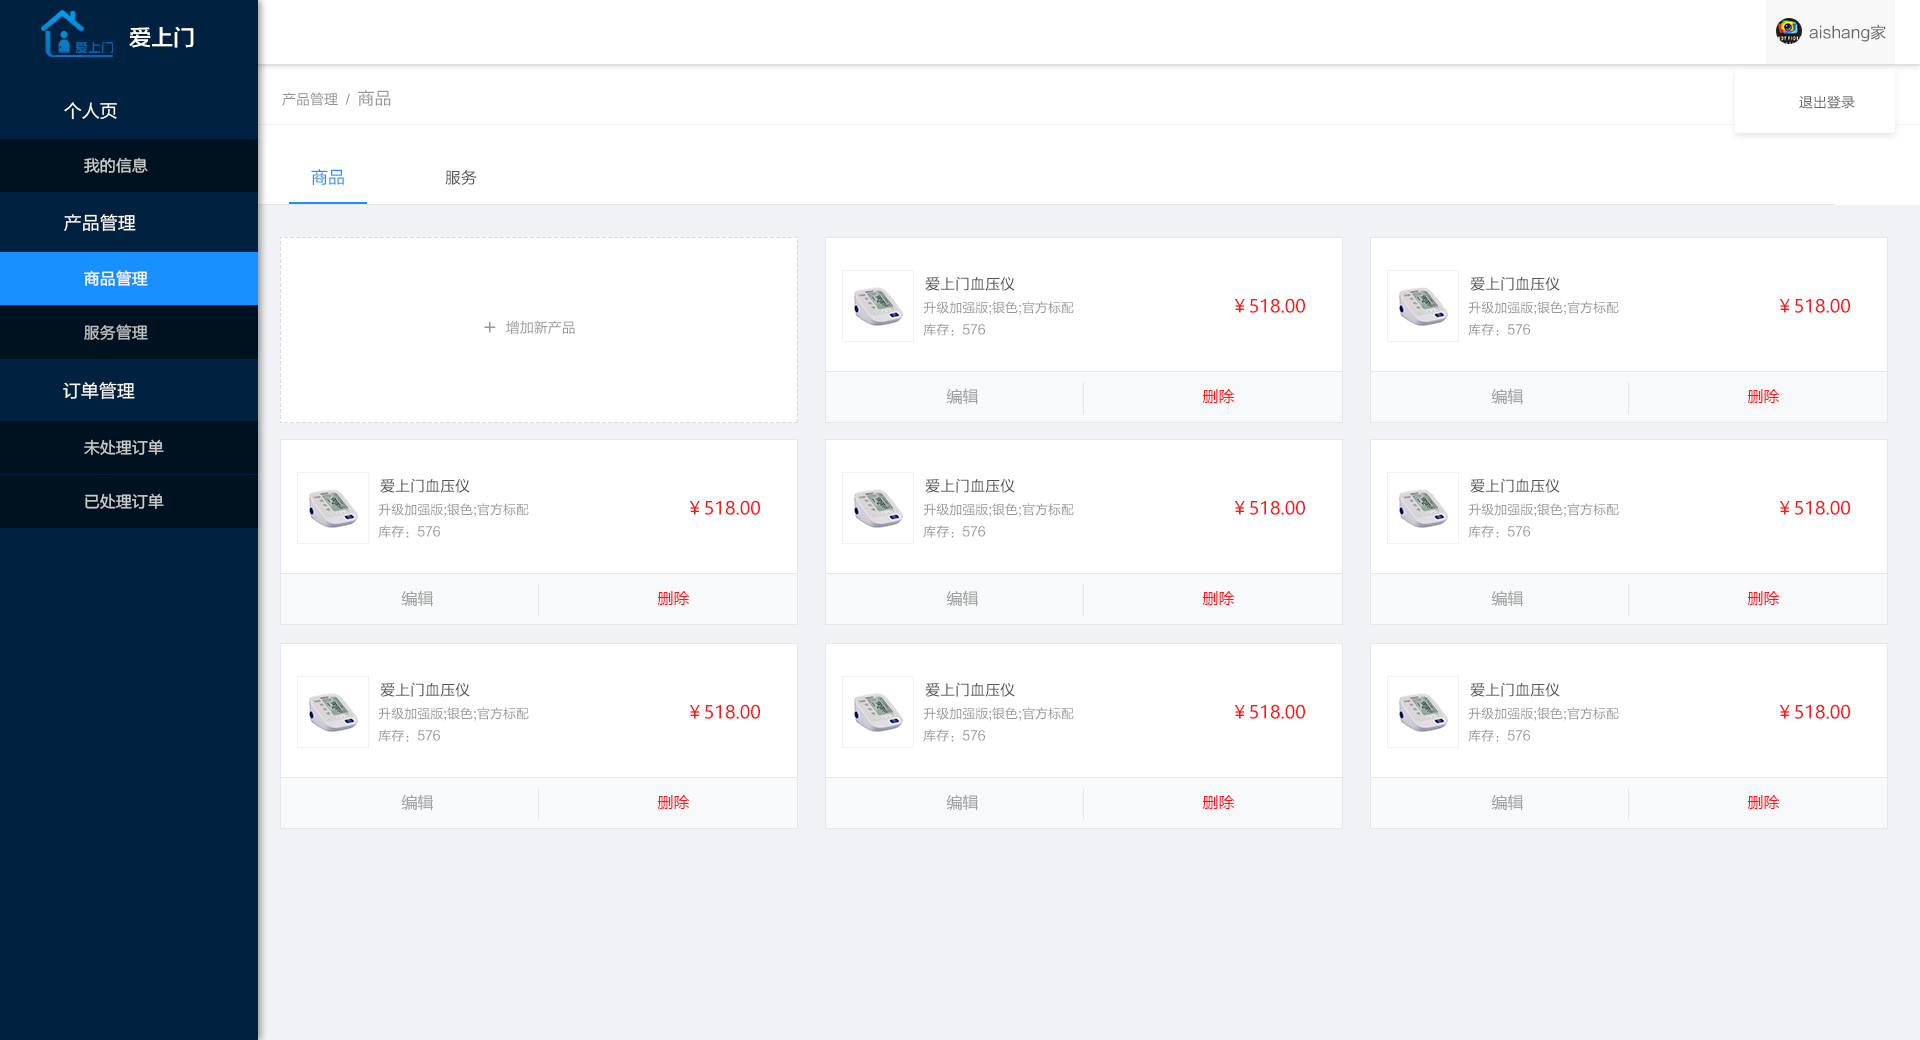 爱上门
爱上门
aishang家
退出登录
个人页
我的信息
产品管理
商品管理
服务管理
订单管理
未处理订单
已处理订单
产品管理 / 商品
商品
服务
+ 增加新产品
爱上门血压仪
升级加强版;银色;官方标配
库存：576
¥ 518.00
编辑
删除
爱上门血压仪
升级加强版;银色;官方标配
库存：576
¥ 518.00
编辑
删除
爱上门血压仪
升级加强版;银色;官方标配
库存：576
¥ 518.00
编辑
删除
爱上门血压仪
升级加强版;银色;官方标配
库存：576
¥ 518.00
编辑
删除
爱上门血压仪
升级加强版;银色;官方标配
库存：576
¥ 518.00
编辑
删除
爱上门血压仪
升级加强版;银色;官方标配
库存：576
¥ 518.00
编辑
删除
爱上门血压仪
升级加强版;银色;官方标配
库存：576
¥ 518.00
编辑
删除
爱上门血压仪
升级加强版;银色;官方标配
库存：576
¥ 518.00
编辑
删除